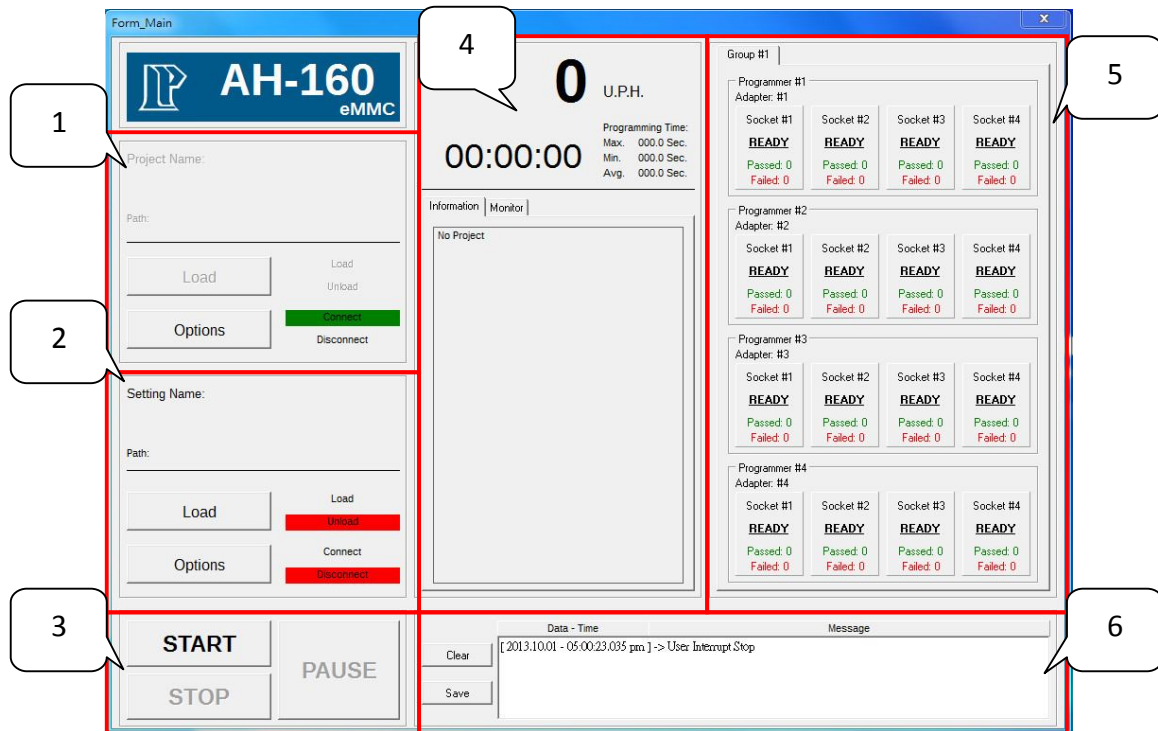 Form_Main
x
AH-160
eMMC
1
Project Name:
Path:
Load
Load
Unload
Options
Connect
Disconnect
2
Setting Name:
Path:
Load
Load
Unload
Options
Connect
Disconnect
3
START
STOP
PAUSE
4
0 U.P.H.
00:00:00
Programming Time:
Max. 000.0 Sec.
Min. 000.0 Sec.
Avg. 000.0 Sec.
Information Monitor
No Project
5
Group #1
Programmer #1
Adapter: #1
Socket #1 Socket #2 Socket #3 Socket #4
READY READY READY READY
Passed: 0 Passed: 0 Passed: 0 Passed: 0
Failed: 0 Failed: 0 Failed: 0 Failed: 0
Programmer #2
Adapter: #2
Socket #1 Socket #2 Socket #3 Socket #4
READY READY READY READY
Passed: 0 Passed: 0 Passed: 0 Passed: 0
Failed: 0 Failed: 0 Failed: 0 Failed: 0
Programmer #3
Adapter: #3
Socket #1 Socket #2 Socket #3 Socket #4
READY READY READY READY
Passed: 0 Passed: 0 Passed: 0 Passed: 0
Failed: 0 Failed: 0 Failed: 0 Failed: 0
Programmer #4
Adapter: #4
Socket #1 Socket #2 Socket #3 Socket #4
READY READY READY READY
Passed: 0 Passed: 0 Passed: 0 Passed: 0
Failed: 0 Failed: 0 Failed: 0 Failed: 0
6
Data - Time Message
Clear
Save
[ 2013.10.01 - 05:00:23.035 pm ] -> User Interrupt Stop